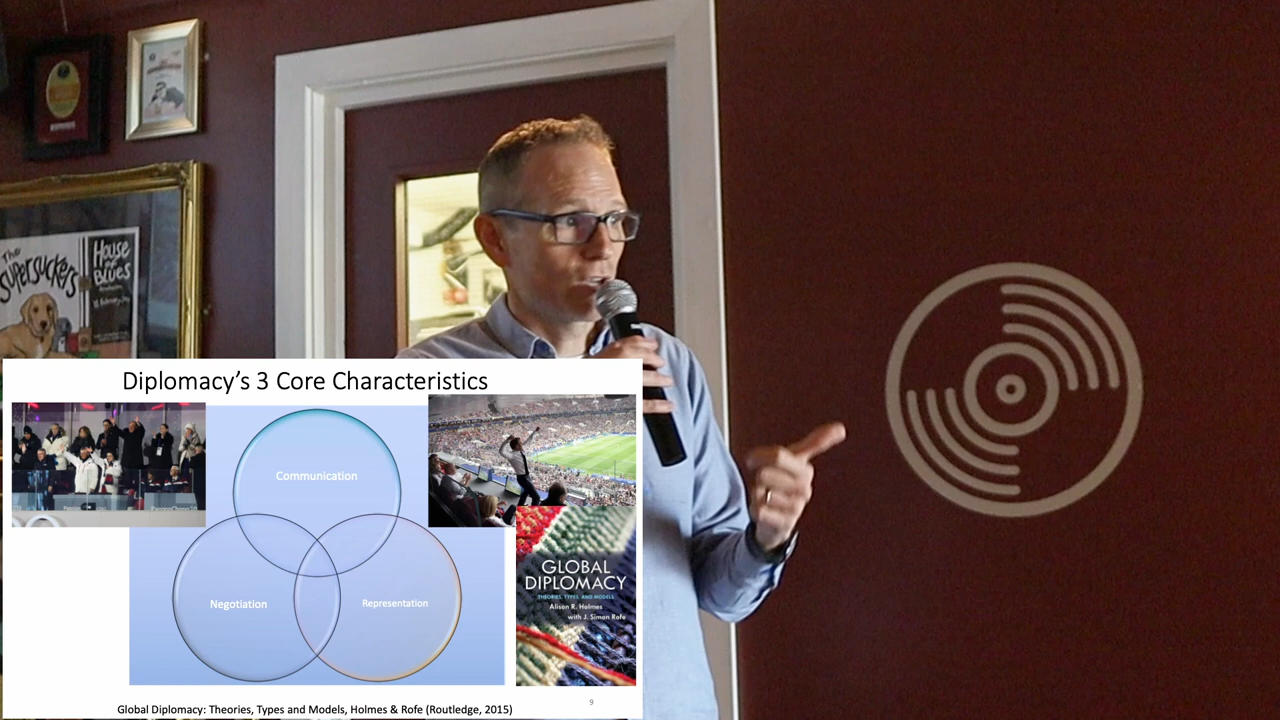 The
SUPERSUCKERS
House
of
Blues
Diplomacy's 3 Core Characteristics
Communication
Negotiation
Representation
GLOBAL
DIPLOMACY
THEORIES, TYPES AND MODELS
Alison R. Holmes
with J. Simon Rofe
Global Diplomacy: Theories, Types and Models, Holmes & Rofe (Routledge, 2015)
9